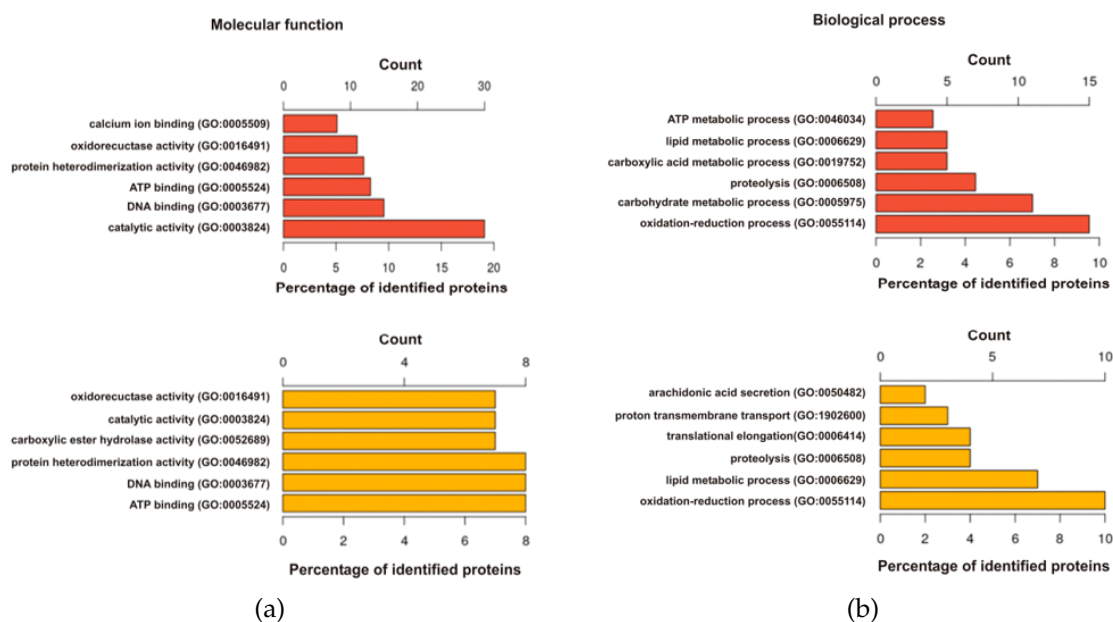 Molecular function
Count
0 10 20 30
calcium ion binding (GO:0005509)
oxidorecuctase activity (GO:0016491)
protein heterodimerization activity (GO:0046982)
ATP binding (GO:0005524)
DNA binding (GO:0003677)
catalytic activity (GO:0003824)
0 5 10 15 20
Percentage of identified proteins
Count
0 4 8
oxidorecuctase activity (GO:0016491)
catalytic activity (GO:0003824)
carboxylic ester hydrolase activity (GO:0052689)
protein heterodimerization activity (GO:0046982)
DNA binding (GO:0003677)
ATP binding (GO:0005524)
0 2 4 6 8
Percentage of identified proteins
(a)
Biological process
Count
0 5 10 15
ATP metabolic process (GO:0046034)
lipid metabolic process (GO:0006629)
carboxylic acid metabolic process (GO:0019752)
proteolysis (GO:0006508)
carbohydrate metabolic process (GO:0005975)
oxidation-reduction process (GO:0055114)
0 2 4 6 8 10
Percentage of identified proteins
Count
0 5 10
arachidonic acid secretion (GO:0050482)
proton transmembrane transport (GO:1902600)
translational elongation(GO:0006414)
proteolysis (GO:0006508)
lipid metabolic process (GO:0006629)
oxidation-reduction process (GO:0055114)
0 2 4 6 8 10
Percentage of identified proteins
(b)